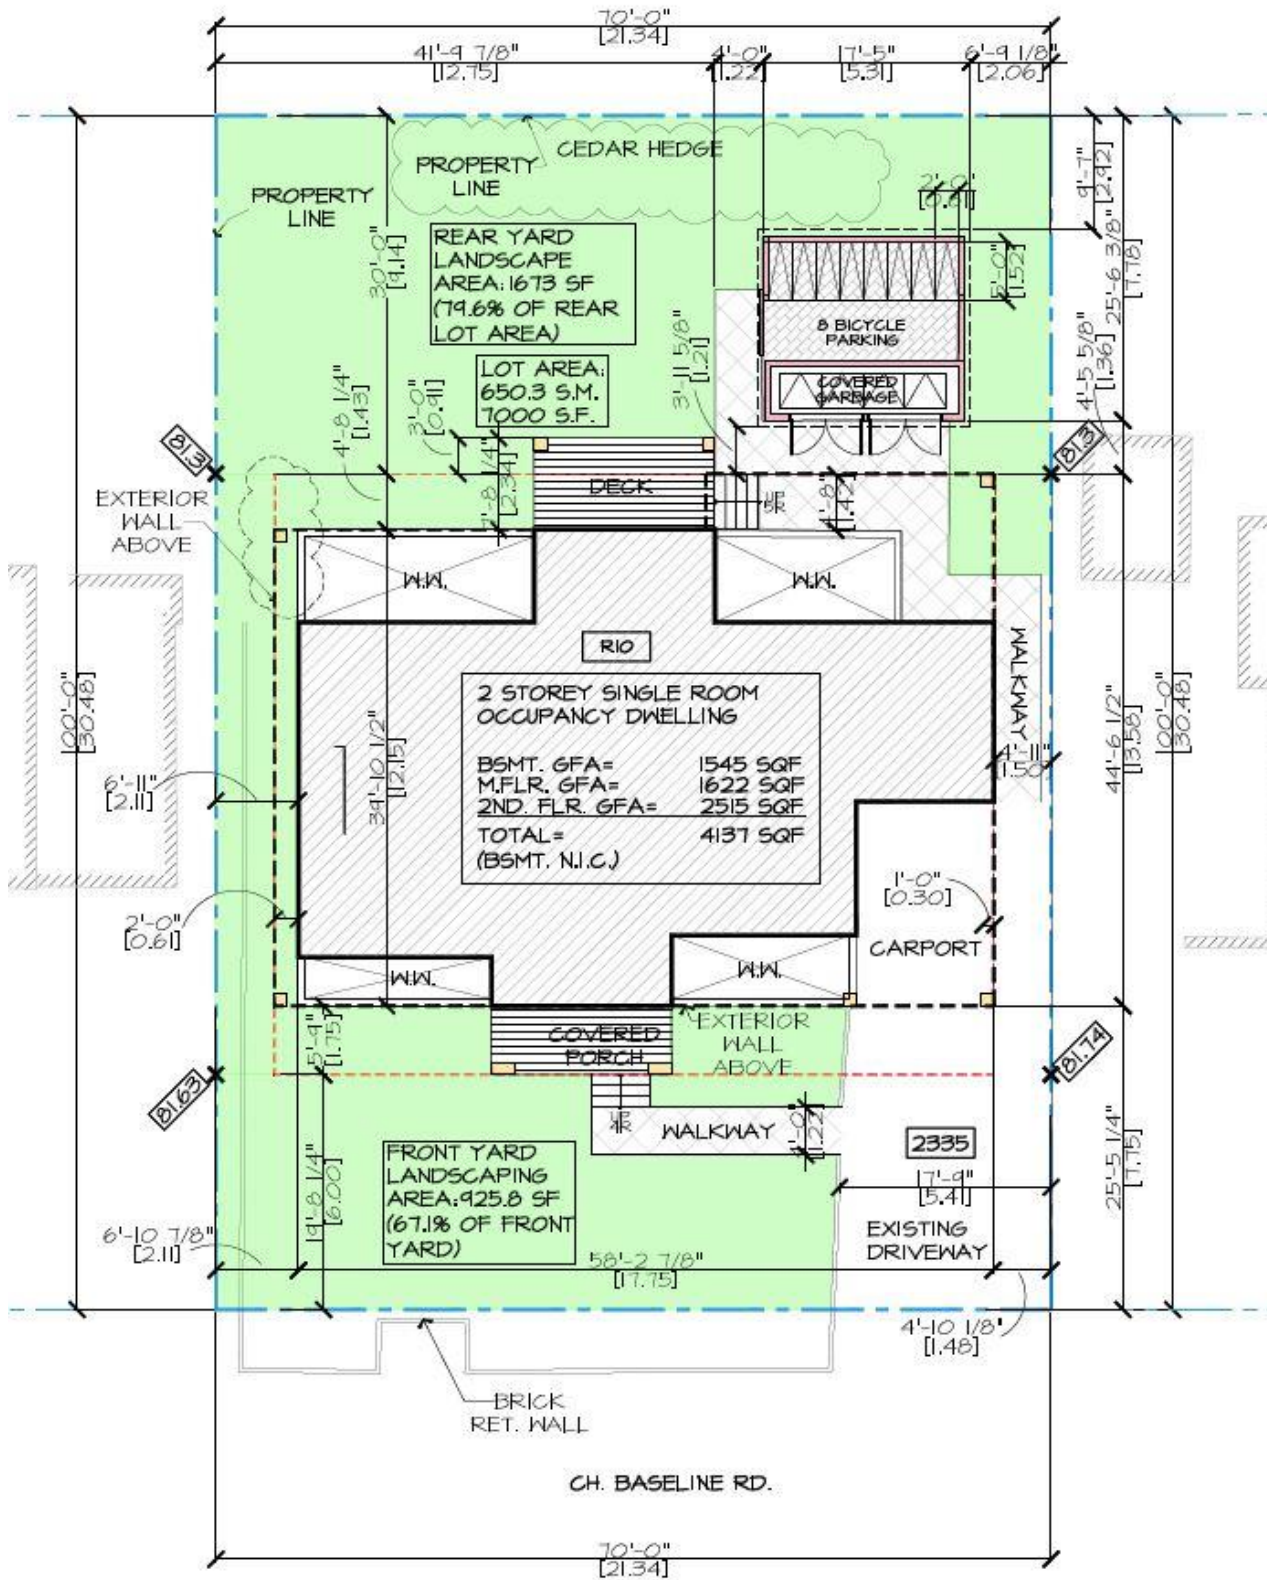 70'-0"
[21.34]
41'-9 7/8"
[12.75]
4'-0"
[1.22]
17'-5"
[5.31]
6'-9 1/8"
[2.06]
CEDAR HEDGE
PROPERTY
LINE
PROPERTY
LINE
9'-7"
[2.92]
2'-0"
[0.61]
REAR YARD
LANDSCAPE
AREA: 1673 SF
(79.6% OF REAR
LOT AREA)
30'-0"
[9.14]
5'-0"
[1.52]
25'-6 3/8"
[7.78]
8 BICYCLE
PARKING
LOT AREA:
650.3 S.M.
7000 S.F.
3'-11 5/8"
[1.21]
4'-5 5/8"
[1.36]
COVERED
GARBAGE
4'-8 1/4"
[1.43]
3'-0"
[0.91]
81.3
81.3
7'-8 1/4"
[2.34]
DECK
UP
5R
4'-8"
[1.42]
EXTERIOR
WALL
ABOVE
W.W.
W.W.
R10
WALKWAY
2 STOREY SINGLE ROOM
OCCUPANCY DWELLING
BSMT. GFA= 1545 SQF
M.FLR. GFA= 1622 SQF
2ND. FLR. GFA= 2515 SQF
TOTAL= 4137 SQF
(BSMT. N.I.C.)
100'-0"
[30.48]
39'-10 1/2"
[12.15]
44'-6 1/2"
[13.58]
100'-0"
[30.48]
4'-11"
[1.50]
6'-11"
[2.11]
2'-0"
[0.61]
1'-0"
[0.30]
CARPORT
W.W.
W.W.
5'-9"
[1.75]
COVERED
PORCH
EXTERIOR
WALL
ABOVE
81.63
81.74
UP
4R
WALKWAY
4'-0"
[1.22]
2335
17'-9"
[5.41]
25'-5 1/4"
[7.75]
FRONT YARD
LANDSCAPING
AREA: 925.8 SF
(67.1% OF FRONT
YARD)
19'-8 1/4"
[6.00]
6'-10 7/8"
[2.11]
EXISTING
DRIVEWAY
58'-2 7/8"
[17.75]
4'-10 1/8"
[1.48]
BRICK
RET. WALL
CH. BASELINE RD.
70'-0"
[21.34]